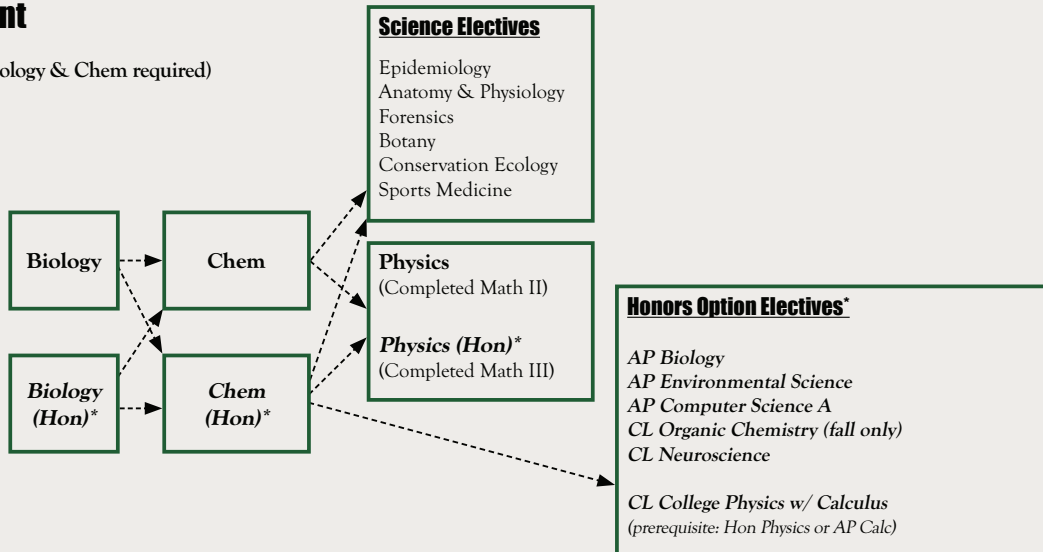 & Chem required)
Science Electives
Epidemiology
Anatomy & Physiology
Forensics
Botany
Conservation Ecology
Sports Medicine
Biology
Chem
Physics
(Completed Math II)
Physics (Hon)*
(Completed Math III)
Biology
(Hon)*
Chem
(Hon)*
Honors Option Electives*
AP Biology
AP Environmental Science
AP Computer Science A
CL Organic Chemistry (fall only)
CL Neuroscience
CL College Physics w/ Calculus
(prerequisite: Hon Physics or AP Calc)